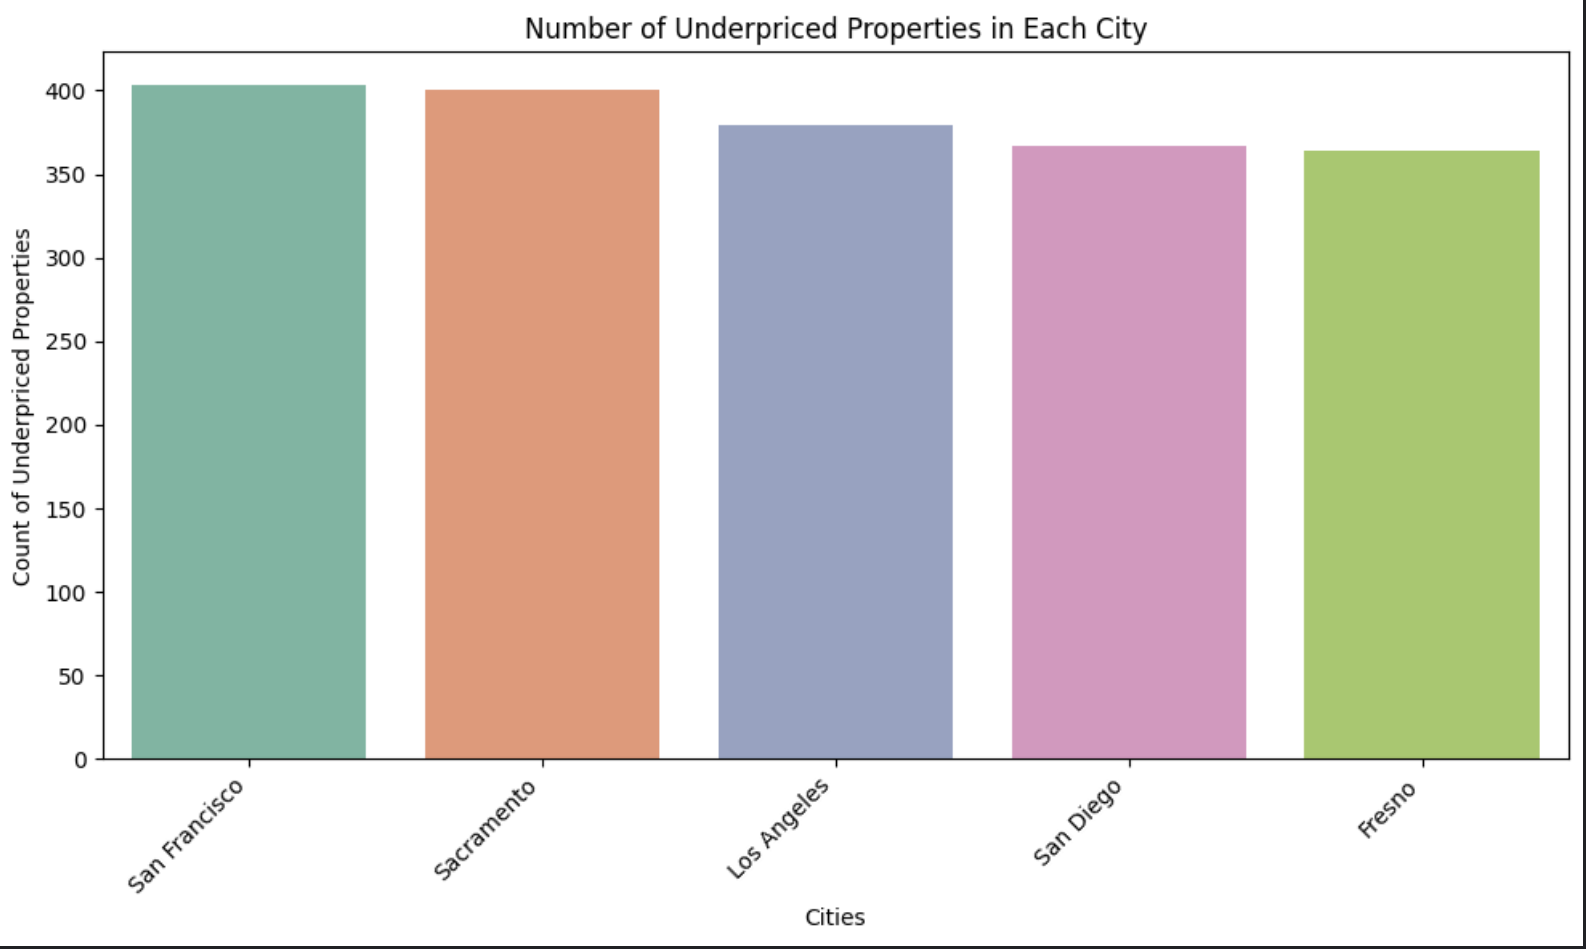 Number of Underpriced Properties in Each City
Count of Underpriced Properties
400
350
300
250
200
150
100
50
0
San Francisco
Sacramento
Los Angeles
San Diego
Fresno
Cities